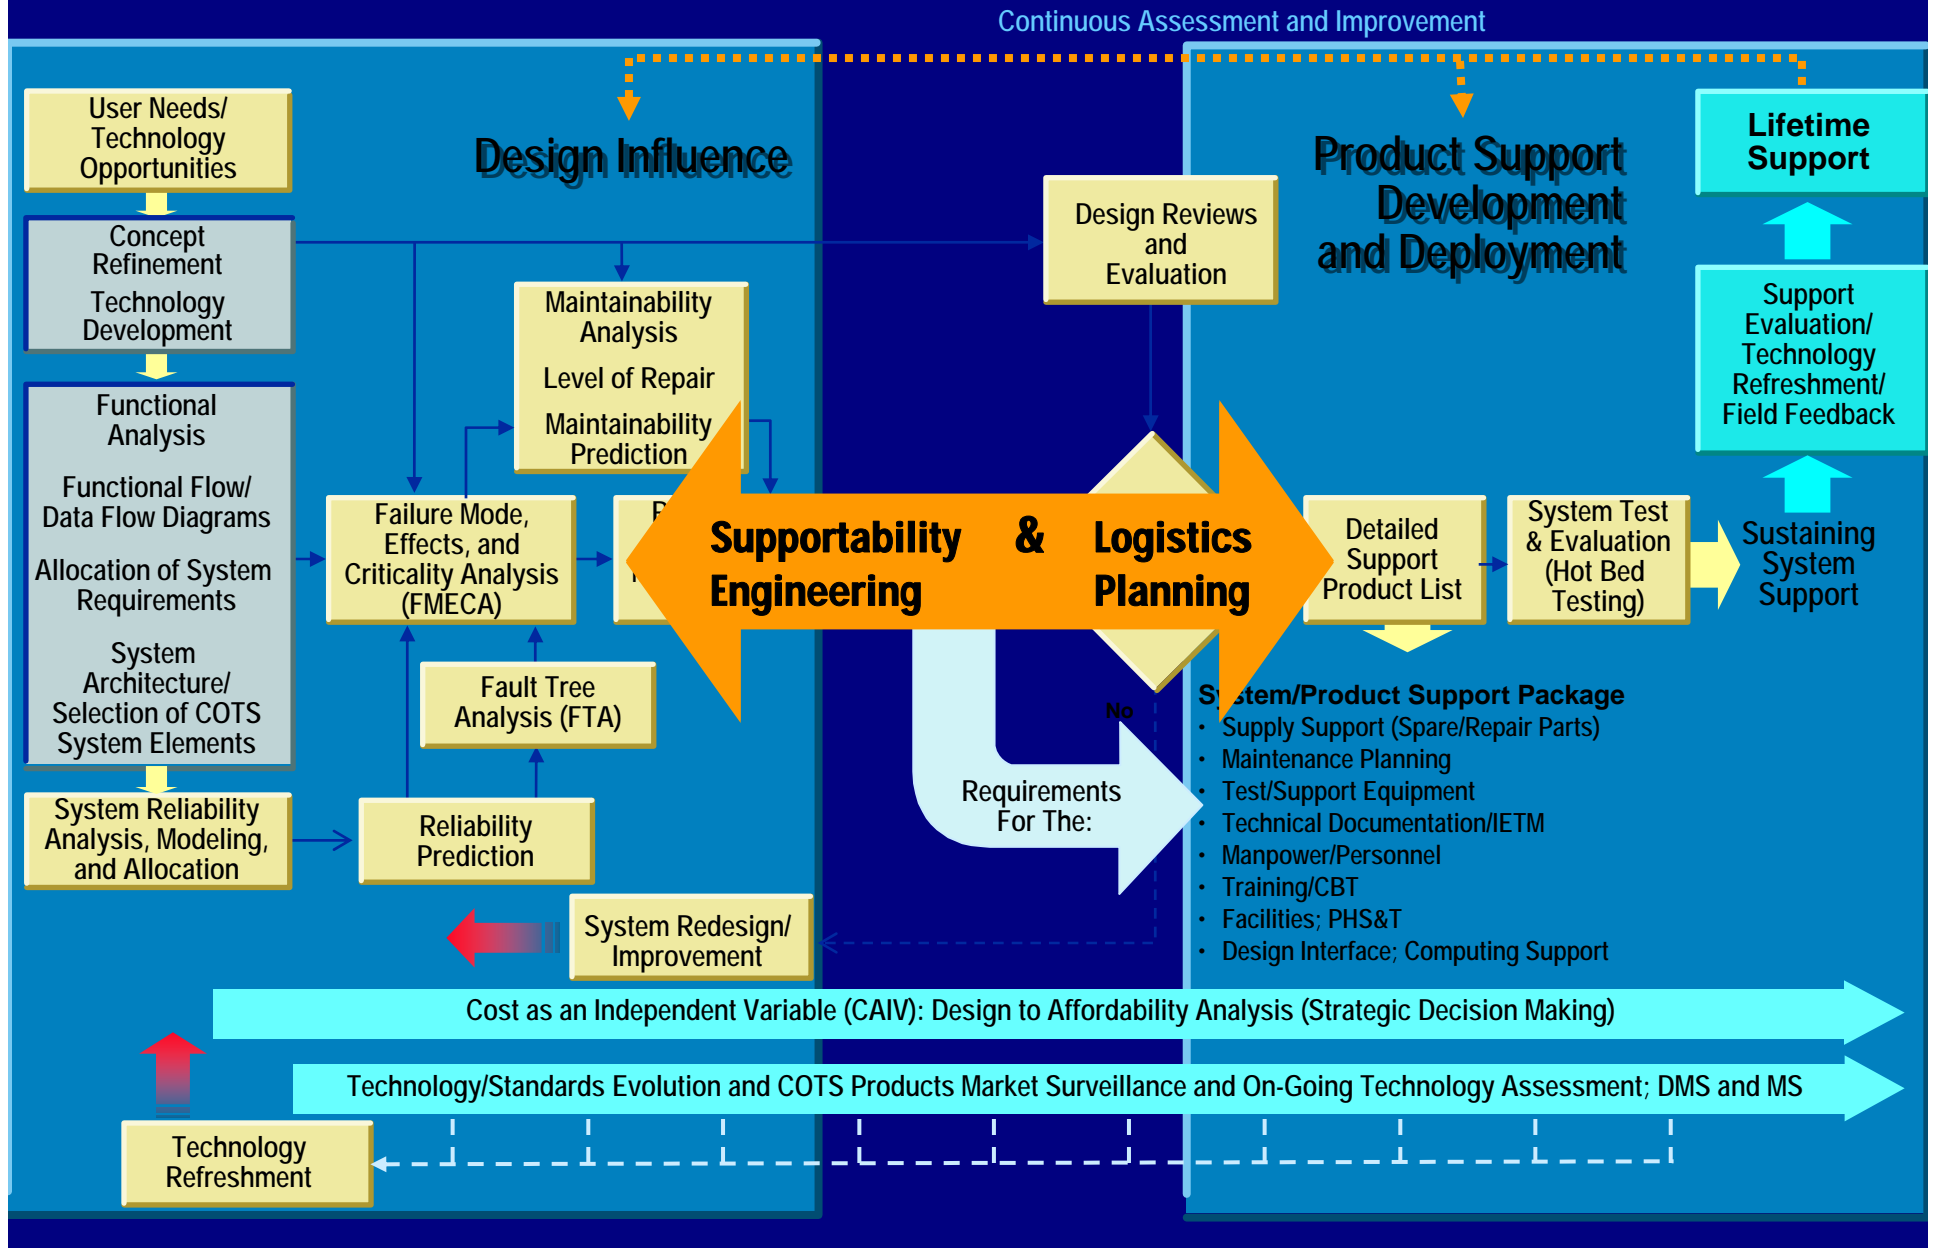 Continuous Assessment and Improvement
User Needs/
Technology
Opportunities
Concept
Refinement
Technology
Development
Functional
Analysis
Functional Flow/
Data Flow Diagrams
Allocation of System
Requirements
System
Architecture/
Selection of COTS
System Elements
System Reliability
Analysis, Modeling,
and Allocation
Design Influence
Maintainability
Analysis
Level of Repair
Maintainability
Prediction
Failure Mode,
Effects, and
Criticality Analysis
(FMECA)
Fault Tree
Analysis (FTA)
Reliability
Prediction
System Redesign/
Improvement
Design Reviews
and
Evaluation
Supportability & Logistics
Engineering Planning
No
Requirements
For The:
Product Support
Development
and Deployment
Detailed
Support
Product List
System Test
& Evaluation
(Hot Bed
Testing)
Sustaining
System
Support
Support
Evaluation/
Technology
Refreshment/
Field Feedback
Lifetime
Support
System/Product Support Package
• Supply Support (Spare/Repair Parts)
• Maintenance Planning
• Test/Support Equipment
• Technical Documentation/IETM
• Manpower/Personnel
• Training/CBT
• Facilities; PHS&T
• Design Interface; Computing Support
Cost as an Independent Variable (CAIV): Design to Affordability Analysis (Strategic Decision Making)
Technology/Standards Evolution and COTS Products Market Surveillance and On-Going Technology Assessment; DMS and MS
Technology
Refreshment